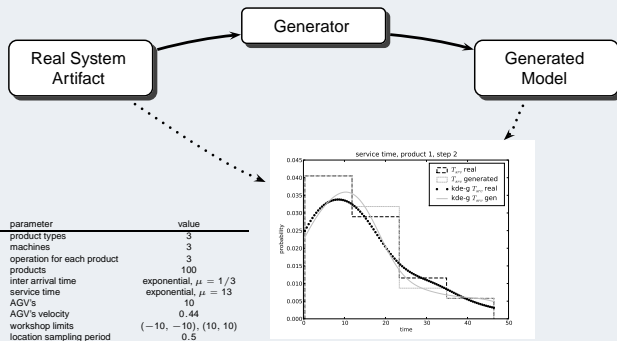 Generator
Real System
Artifact
Generated
Model
service time, product 1, step 2
0.045
0.040
0.035
0.030
0.025
0.020
0.015
0.010
0.005
0.000
probability
0
10
20
30
40
50
time
T_srv real
T_srv generated
kde-g T_srv real
kde-g T_srv gen
parameter value
product types 3
machines 3
operation for each product 3
products 100
inter arrival time exponential, μ = 1/3
service time exponential, μ = 13
AGV's 10
AGV's velocity 0.44
workshop limits (−10, −10), (10, 10)
location sampling period 0.5